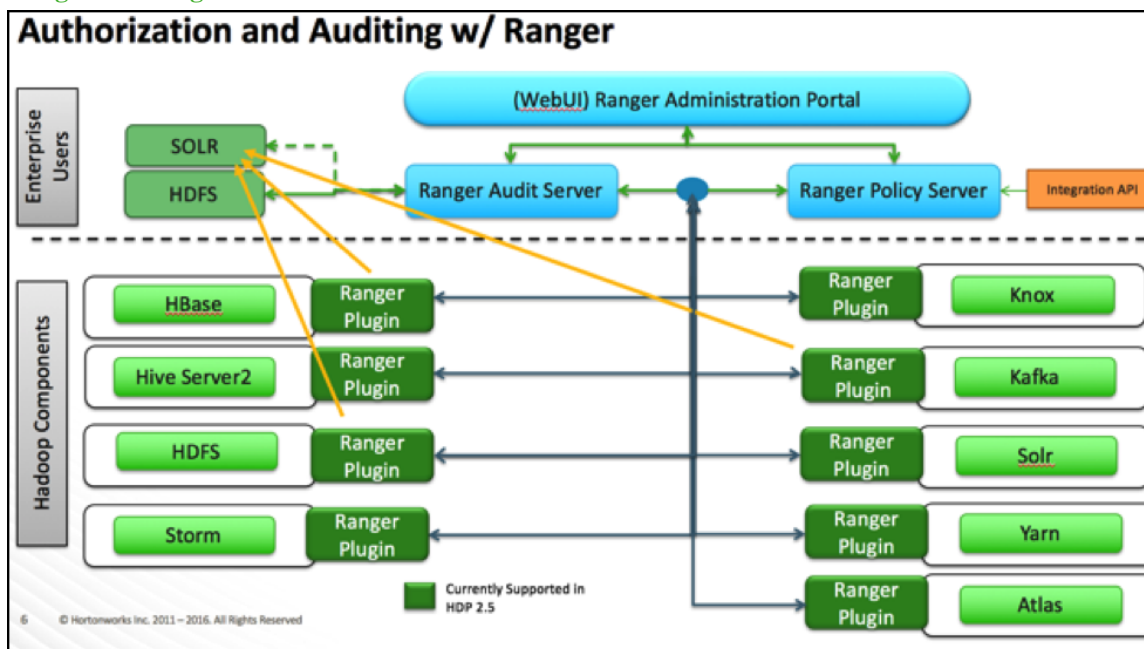 Authorization and Auditing w/ Ranger
Enterprise
Users
(WebUI) Ranger Administration Portal
SOLR
HDFS
Ranger Audit Server
Ranger Policy Server
Integration API
Hadoop Components
HBase
Ranger
Plugin
Ranger
Plugin
Knox
Hive Server2
Ranger
Plugin
Ranger
Plugin
Kafka
HDFS
Ranger
Plugin
Ranger
Plugin
Solr
Storm
Ranger
Plugin
Ranger
Plugin
Yarn
Currently Supported in
HDP 2.5
Ranger
Plugin
Atlas
6 © Hortonworks Inc. 2011 – 2016. All Rights Reserved